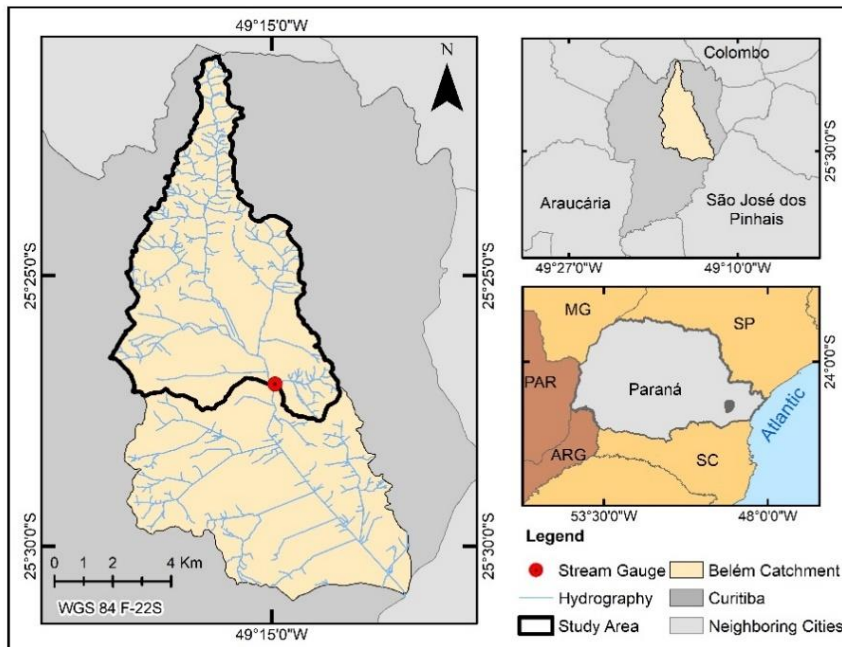 49°15'0"W
N
25°25'0"S
25°25'0"S
25°30'0"S
25°30'0"S
0 1 2 4 Km
WGS 84 F-22S
49°15'0"W
Colombo
Araucária
São José dos
Pinhais
25°30'0"S
49°27'0"W
49°10'0"W
MG
SP
PAR
Paraná
ARG
SC
Atlantic
24°0'0"S
53°30'0"W
48°0'0"W
Legend
Stream Gauge
Belém Catchment
Hydrography
Curitiba
Study Area
Neighboring Cities